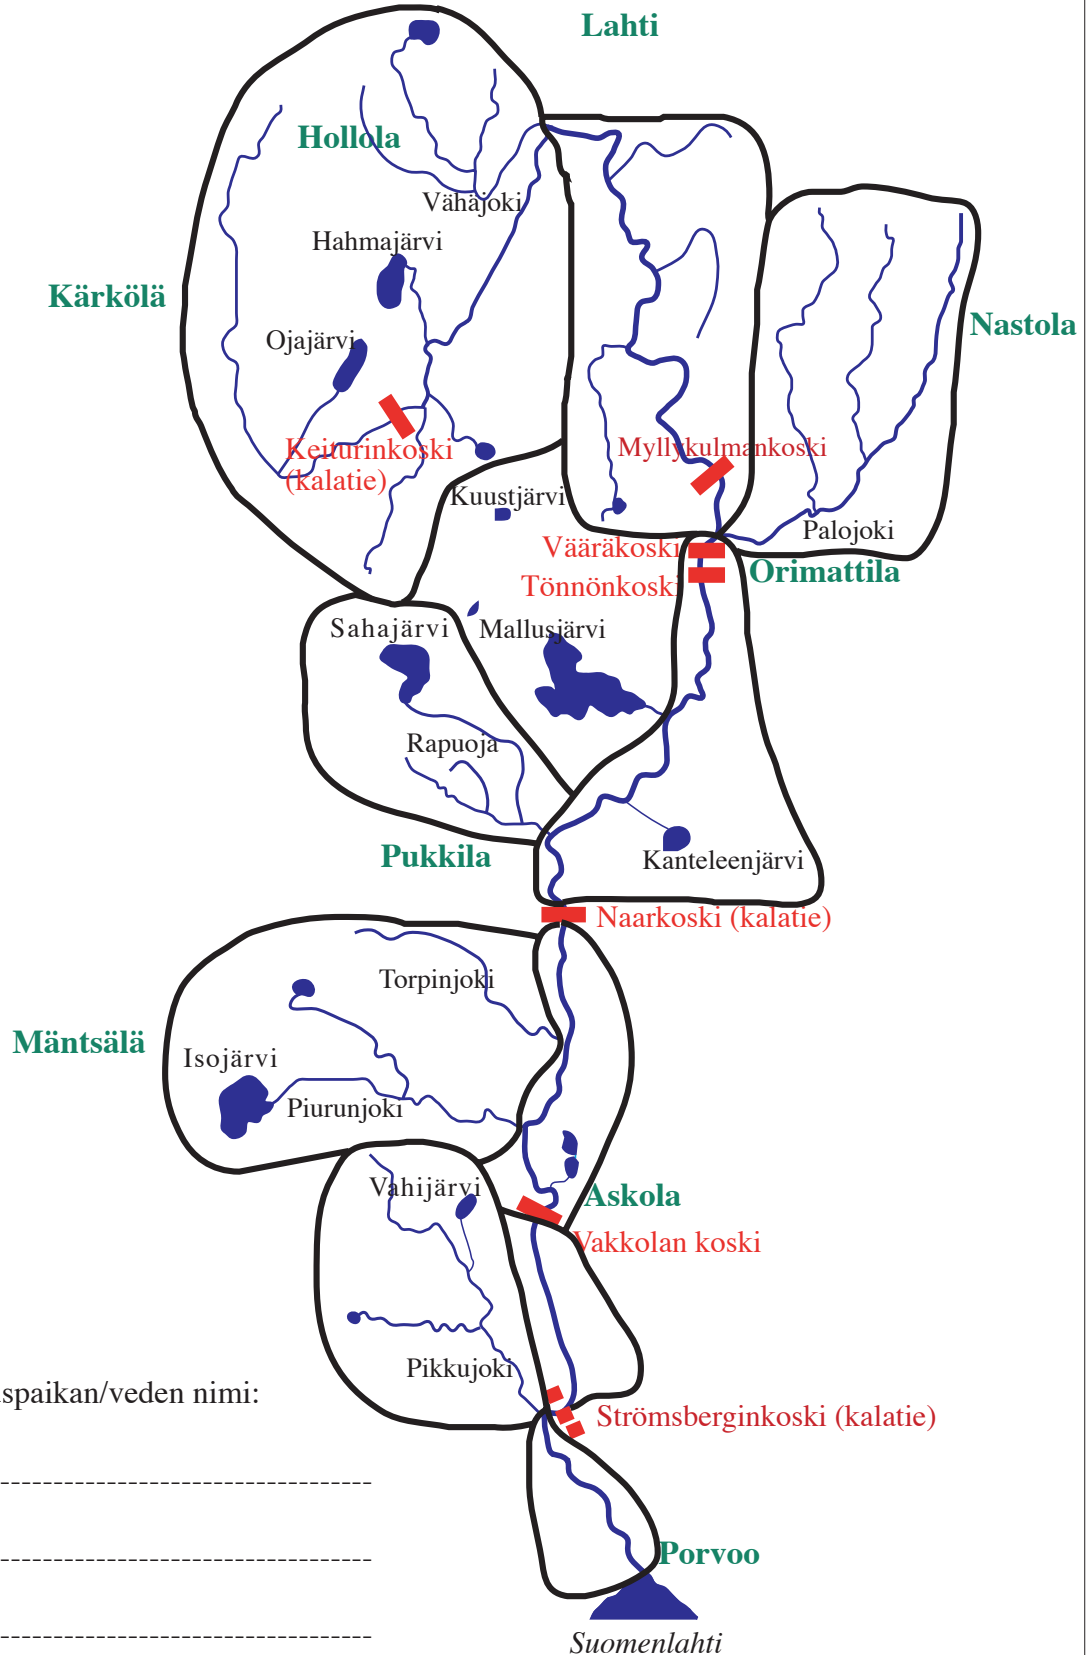 Lahti
Hollola
Vähäjoki
Hahmajärvi
Kärkölä
Nastola
Ojajärvi
Keiturinkoski
(kalatie)
Myllykulmankoski
Kuustjärvi
Palojoki
Vääräkoski
Orimattila
Tönnönkoski
Sahajärvi
Mallusjärvi
Rapuoja
Pukkila
Kanteleenjärvi
Naarkoski (kalatie)
Torpinjoki
Mäntsälä
Isojärvi
Piurunjoki
Vahijärvi
Askola
Vakkolan koski
Pikkujoki
spaikan/veden nimi:
Strömsberginkoski (kalatie)
Porvoo
Suomenlahti